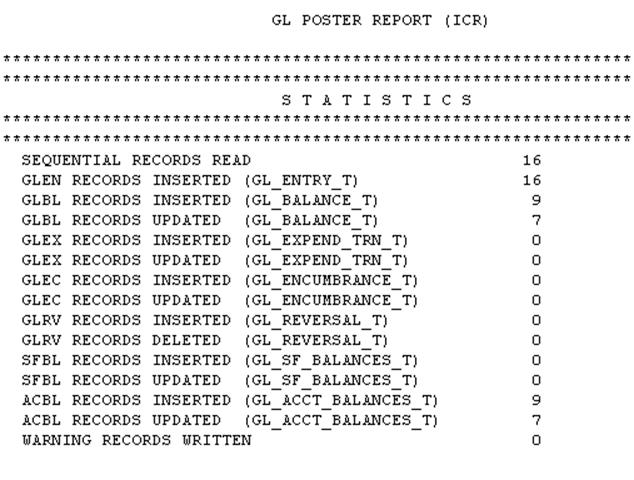 GL POSTER REPORT (ICR)
***********************************************************************
***********************************************************************
S T A T I S T I C S
***********************************************************************
***********************************************************************
SEQUENTIAL RECORDS READ 16
GLEN RECORDS INSERTED (GL_ENTRY_T) 16
GLBL RECORDS INSERTED (GL_BALANCE_T) 9
GLBL RECORDS UPDATED (GL_BALANCE_T) 7
GLEX RECORDS INSERTED (GL_EXPEND_TRN_T) 0
GLEX RECORDS UPDATED (GL_EXPEND_TRN_T) 0
GLEC RECORDS INSERTED (GL_ENCUMBRANCE_T) 0
GLEC RECORDS UPDATED (GL_ENCUMBRANCE_T) 0
GLRV RECORDS INSERTED (GL_REVERSAL_T) 0
GLRV RECORDS DELETED (GL_REVERSAL_T) 0
SFBL RECORDS INSERTED (GL_SF_BALANCES_T) 0
SFBL RECORDS UPDATED (GL_SF_BALANCES_T) 0
ACBL RECORDS INSERTED (GL_ACCT_BALANCES_T) 9
ACBL RECORDS UPDATED (GL_ACCT_BALANCES_T) 7
WARNING RECORDS WRITTEN 0